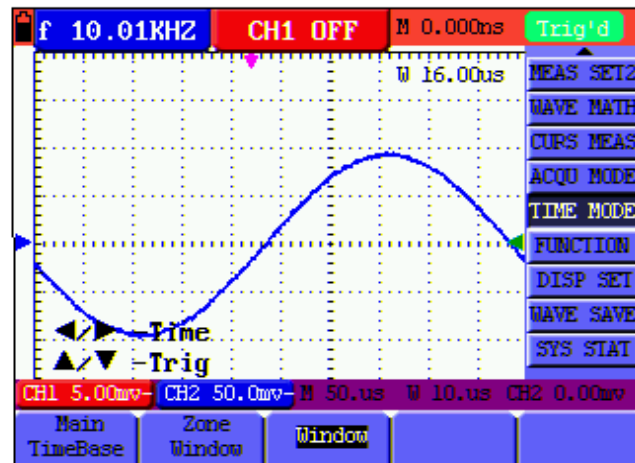 f 10.01KHZ CH1 OFF M 0.000ns Trig'd
W 16.00us
MEAS SET2
WAVE MATH
CURS MEAS
ACQU MODE
TIME MODE
FUNCTION
DISP SET
WAVE SAVE
SYS STAT
◀/▶ -Time
▲/▼ -Trig
CH1 5.00mv- CH2 50.0mv- M 50.us W 10.us CH2 0.00mv
Main TimeBase
Zone Window
Window